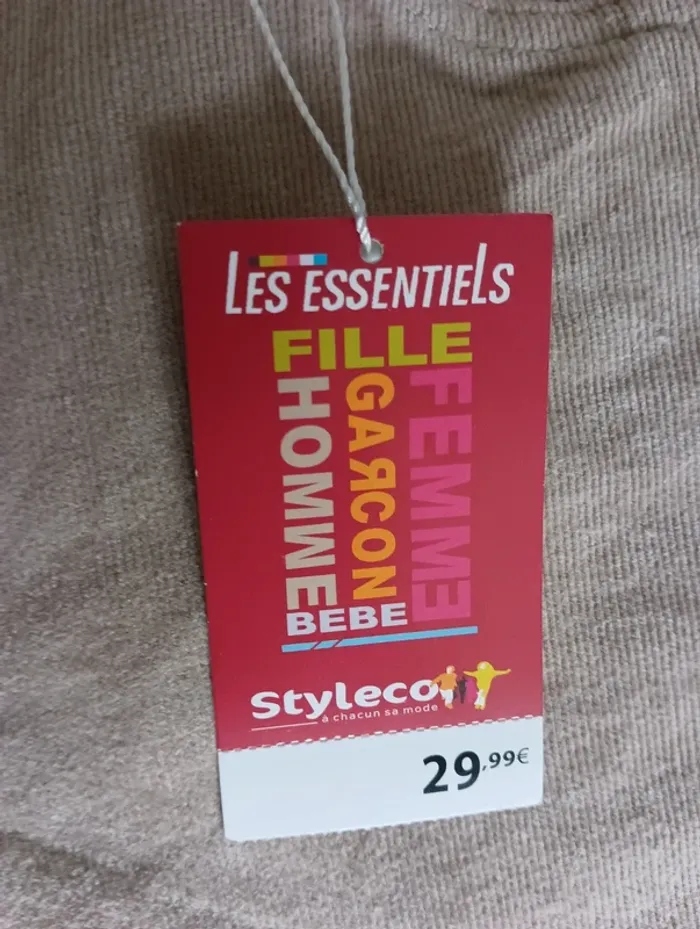 LES ESSENTIELS
FILLE
HOMME
GARCON
FEMME
BEBE
Styleco
à chacun sa mode
29,99€